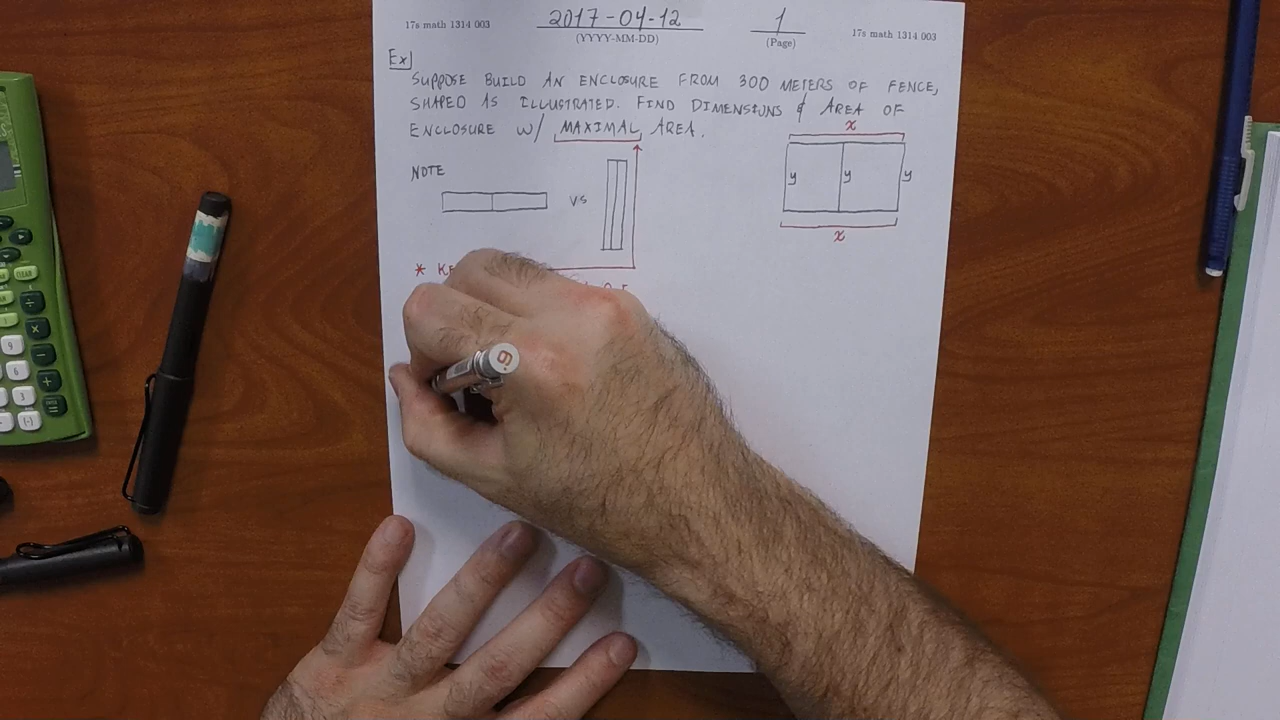 17s math 1314 003
2017-04-12
(YYYY-MM-DD)
1
(Page)
17s math 1314 003
Ex
SUPPOSE BUILD AN ENCLOSURE FROM 300 METERS OF FENCE,
SHAPED AS ILLUSTRATED. FIND DIMENSIONS & AREA OF
ENCLOSURE W/ MAXIMAL AREA.
x
y y y
x
NOTE
VS
*